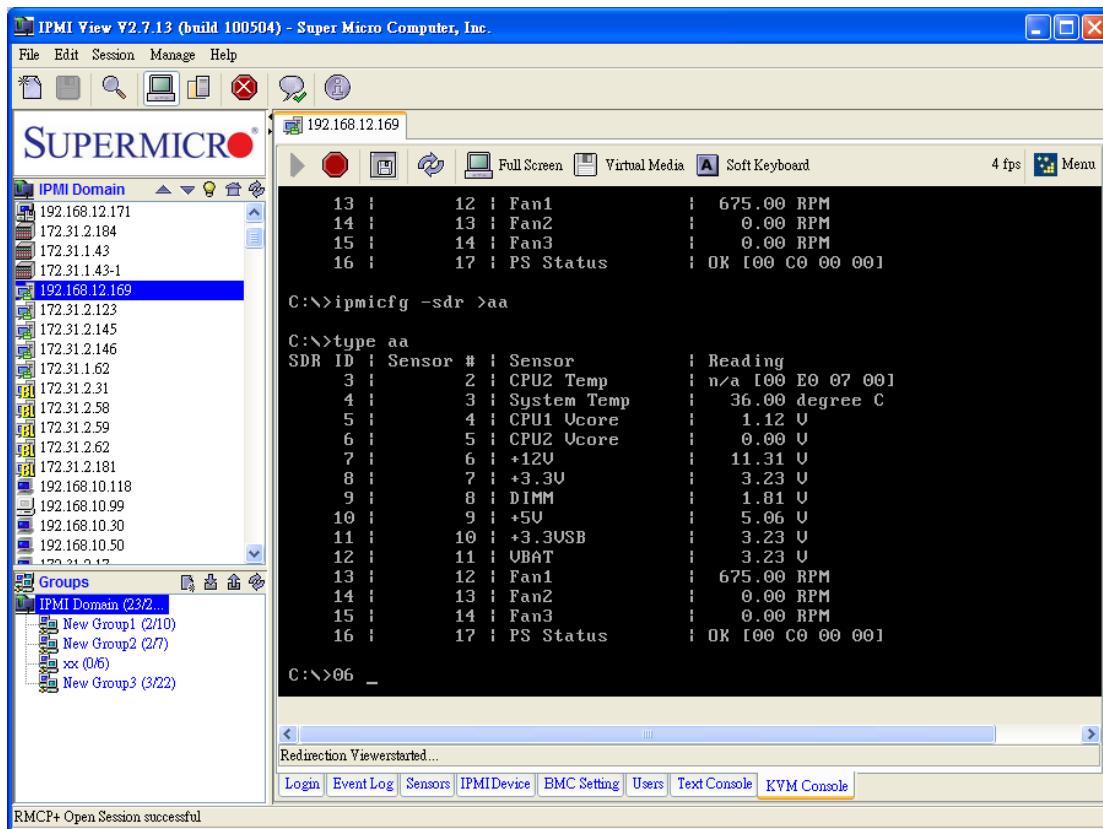 IPMI View V2.7.13 (build 100504) - Super Micro Computer, Inc.
File Edit Session Manage Help
SUPERMICRO®
IPMI Domain
192.168.12.171
172.31.2.184
172.31.1.43
172.31.1.43-1
192.168.12.169
172.31.2.123
172.31.2.145
172.31.2.146
172.31.1.62
172.31.2.31
172.31.2.58
172.31.2.59
172.31.2.62
172.31.2.181
192.168.10.118
192.168.10.99
192.168.10.30
192.168.10.50
Groups
IPMI Domain (23/2...
New Group1 (2/10)
New Group2 (2/7)
xx (0/6)
New Group3 (3/22)
192.168.12.169
Full Screen Virtual Media A Soft Keyboard 4 fps Menu
13 | 12 | Fan1 | 675.00 RPM
14 | 13 | Fan2 | 0.00 RPM
15 | 14 | Fan3 | 0.00 RPM
16 | 17 | PS Status | OK [00 C0 00 00]
C:\>ipmicfg -sdr >aa
C:\>type aa
SDR ID | Sensor # | Sensor | Reading
3 | 2 | CPU2 Temp | n/a [00 E0 07 00]
4 | 3 | System Temp | 36.00 degree C
5 | 4 | CPU1 Vcore | 1.12 V
6 | 5 | CPU2 Vcore | 0.00 V
7 | 6 | +12V | 11.31 V
8 | 7 | +3.3V | 3.23 V
9 | 8 | DIMM | 1.81 V
10 | 9 | +5V | 5.06 V
11 | 10 | +3.3VSB | 3.23 V
12 | 11 | VBAT | 3.23 V
13 | 12 | Fan1 | 675.00 RPM
14 | 13 | Fan2 | 0.00 RPM
15 | 14 | Fan3 | 0.00 RPM
16 | 17 | PS Status | OK [00 C0 00 00]
C:\>06 _
Redirection Viewerstarted...
Login Event Log Sensors IPMI Device BMC Setting Users Text Console KVM Console
RMCP+ Open Session successful